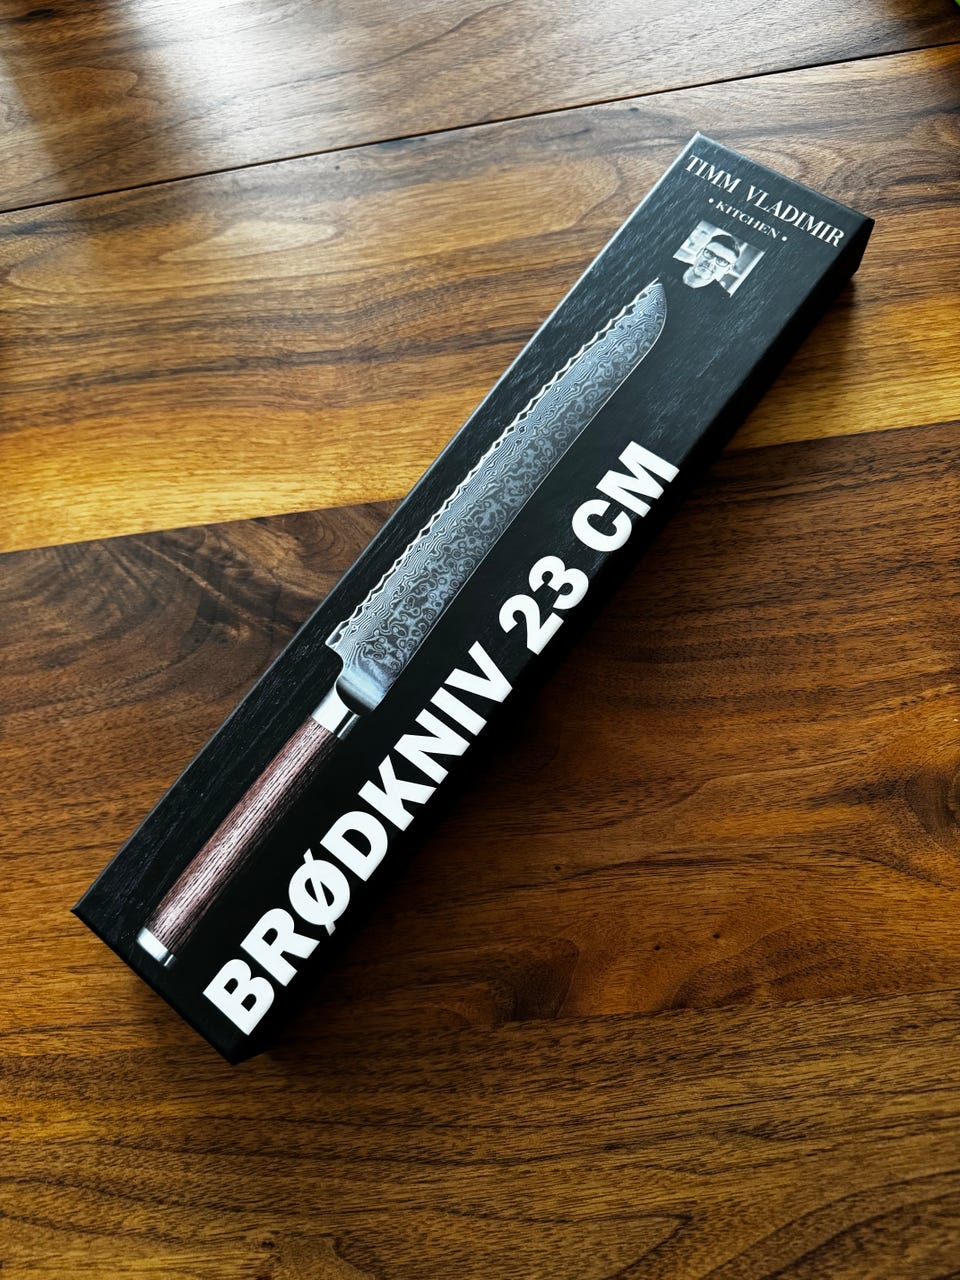 TIMM VLADIMIR
• KITCHEN •
BRØDKNIV 23 CM